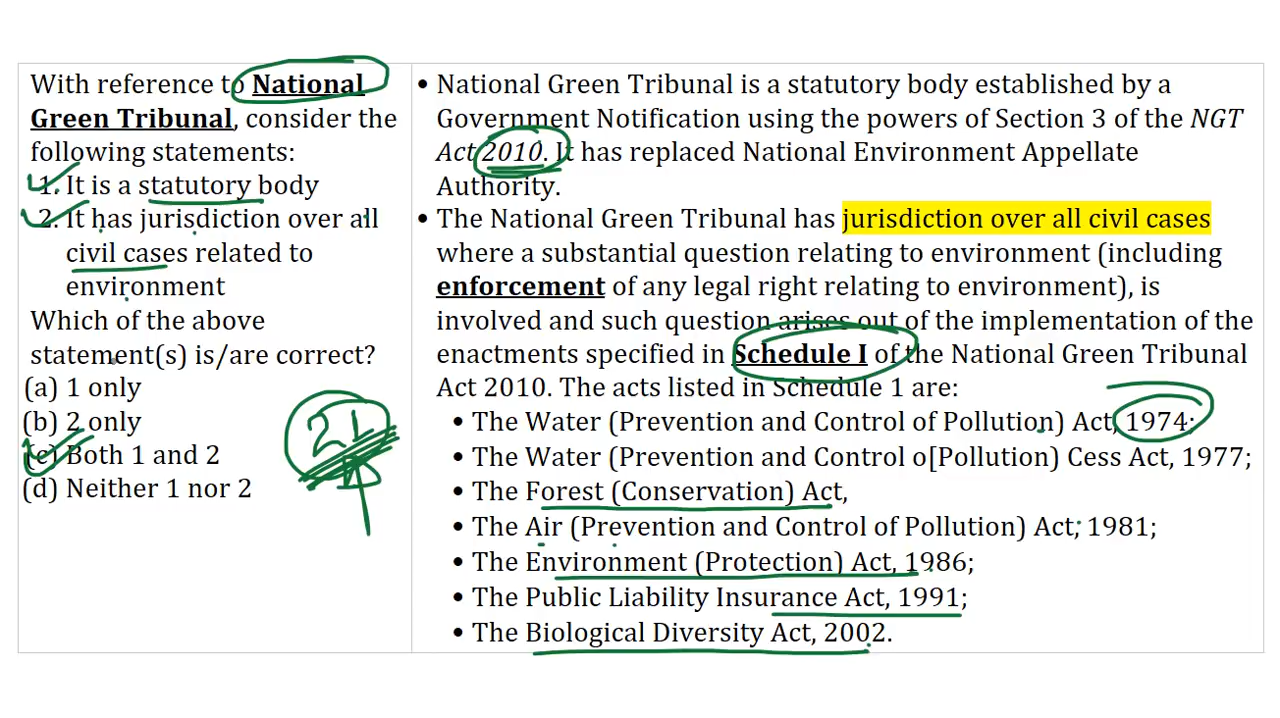 With reference to National
Green Tribunal, consider the
following statements:
1. It is a statutory body
2. It has jurisdiction over all
civil cases related to
environment
Which of the above
statement(s) is/are correct?
(a) 1 only
(b) 2 only
(c) Both 1 and 2
(d) Neither 1 nor 2
21
• National Green Tribunal is a statutory body established by a
Government Notification using the powers of Section 3 of the NGT
Act 2010. It has replaced National Environment Appellate
Authority.
• The National Green Tribunal has jurisdiction over all civil cases
where a substantial question relating to environment (including
enforcement of any legal right relating to environment), is
involved and such question arises out of the implementation of the
enactments specified in Schedule I of the National Green Tribunal
Act 2010. The acts listed in Schedule 1 are:
• The Water (Prevention and Control of Pollution) Act, 1974;
• The Water (Prevention and Control o[Pollution) Cess Act, 1977;
• The Forest (Conservation) Act,
• The Air (Prevention and Control of Pollution) Act, 1981;
• The Environment (Protection) Act, 1986;
• The Public Liability Insurance Act, 1991;
• The Biological Diversity Act, 2002.